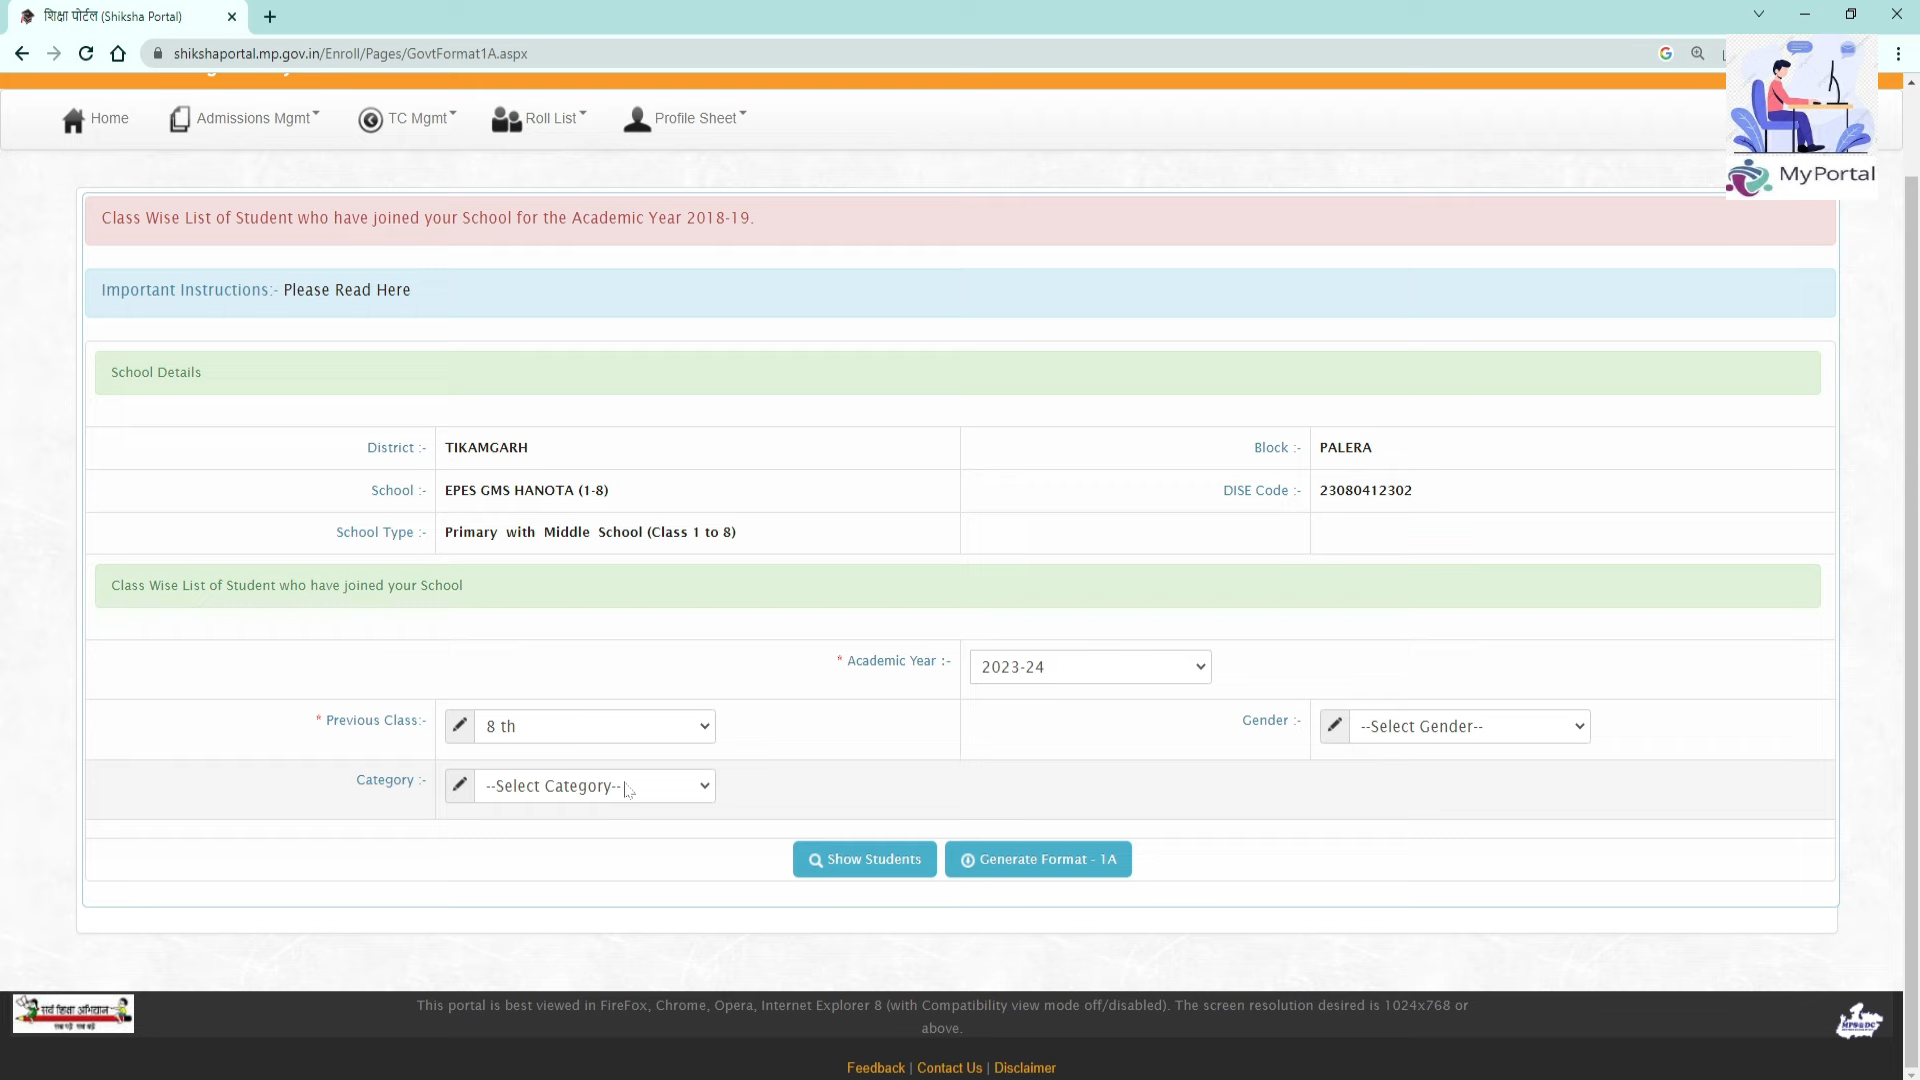 शिक्षा पोर्टल (Shiksha Portal)
shikshaportal.mp.gov.in/Enroll/Pages/GovtFormat1A.aspx
Home
Admissions Mgmt
TC Mgmt
Roll List
Profile Sheet
MyPortal
Class Wise List of Student who have joined your School for the Academic Year 2018-19.
Important Instructions:- Please Read Here
School Details
District :- TIKAMGARH Block :- PALERA
School :- EPES GMS HANOTA (1-8) DISE Code :- 23080412302
School Type :- Primary with Middle School (Class 1 to 8)
Class Wise List of Student who have joined your School
* Academic Year :- 2023-24
* Previous Class:- 8 th Gender :- --Select Gender--
Category :- --Select Category--
Show Students Generate Format - 1A
सर्व शिक्षा अभियान
सब पढ़ें सब बढ़ें
This portal is best viewed in FireFox, Chrome, Opera, Internet Explorer 8 (with Compatibility view mode off/disabled). The screen resolution desired is 1024x768 or
above.
Feedback | Contact Us | Disclaimer